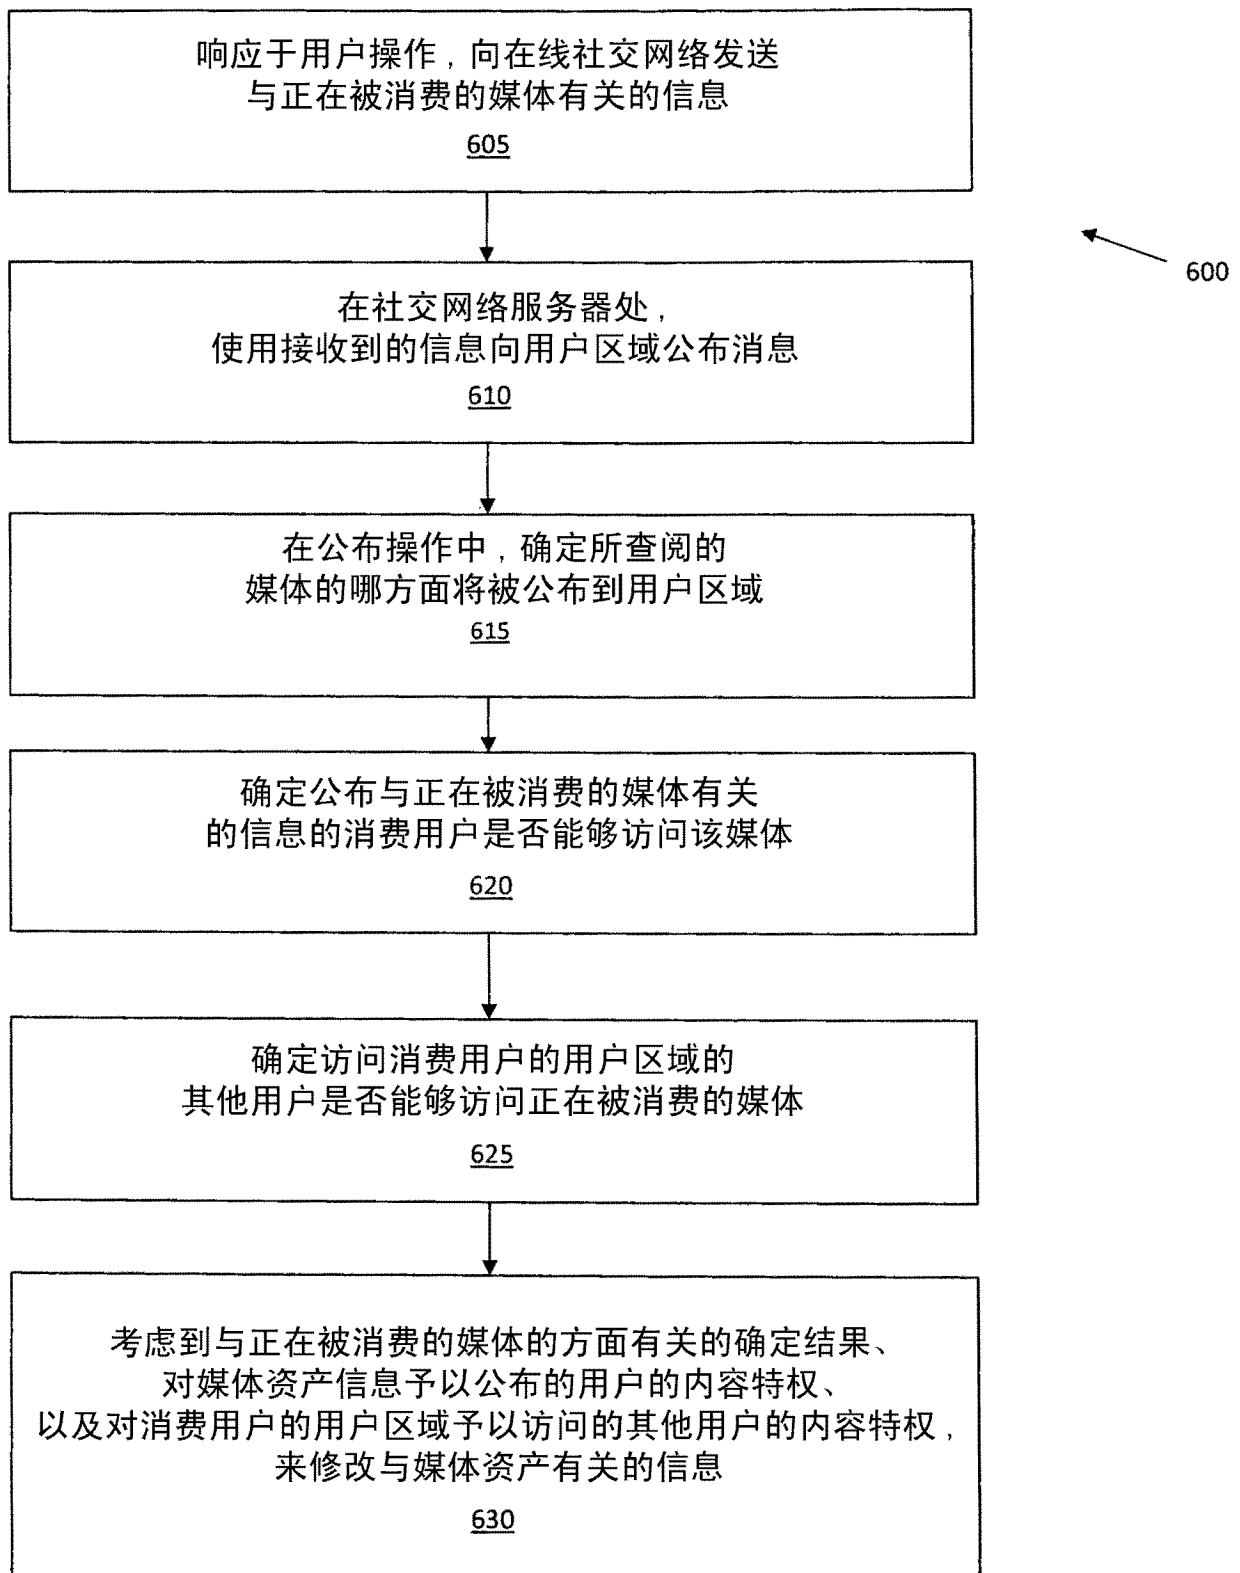 响应于用户操作，向在线社交网络发送
与正在被消费的媒体有关的信息
605
600
在社交网络服务器处，
使用接收到的信息向用户区域公布消息
610
在公布操作中，确定所查阅的
媒体的哪方面将被公布到用户区域
615
确定公布与正在被消费的媒体有关
的信息的消费用户是否能够访问该媒体
620
确定访问消费用户的用户区域的
其他用户是否能够访问正在被消费的媒体
625
考虑到与正在被消费的媒体的方面有关的确定结果、
对媒体资产信息予以公布的用户的内容特权、
以及对消费用户的用户区域予以访问的其他用户的内容特权，
来修改与媒体资产有关的信息
630